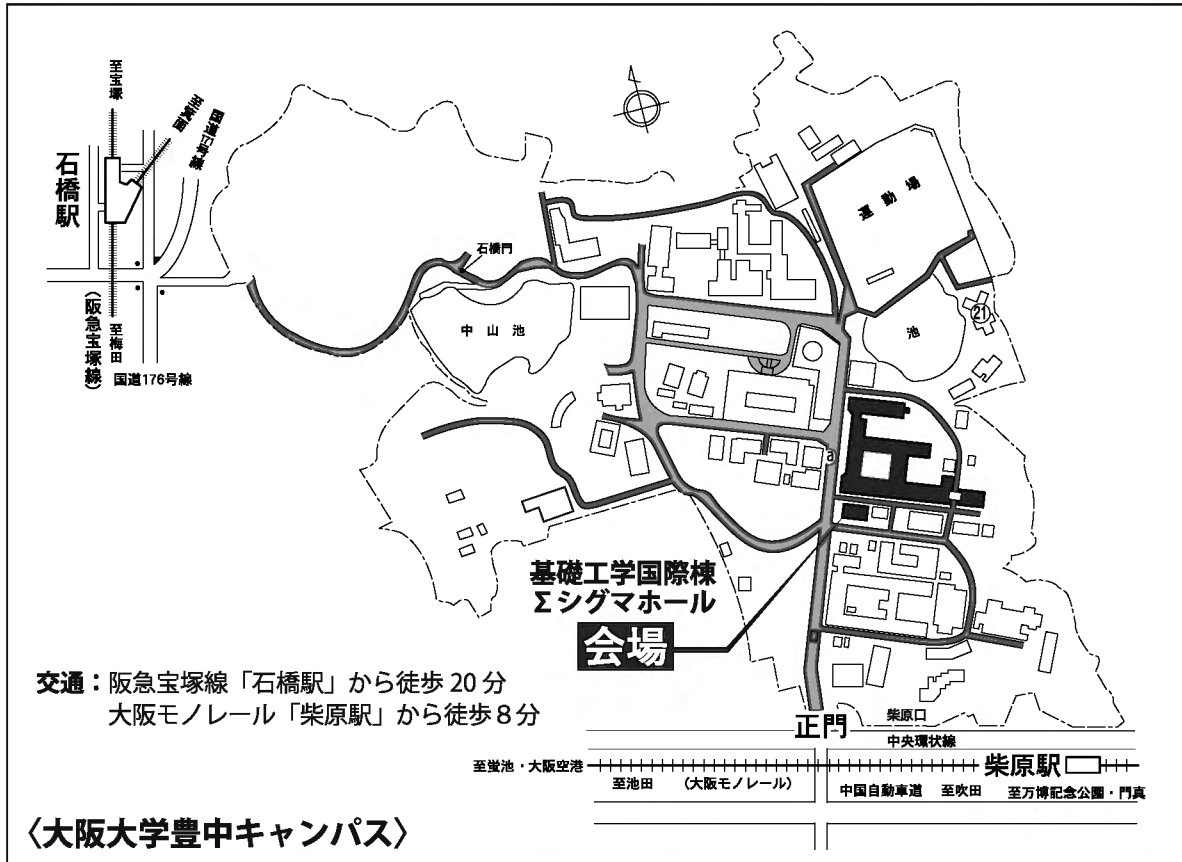 至宝塚
至箕面
国道171号線
石橋駅
(阪急宝塚線)
至梅田
国道176号線
石橋門
中山池
運動場
池
21
a
基礎工学国際棟
Σシグマホール
会場
交通:阪急宝塚線「石橋駅」から徒歩20分
大阪モノレール「柴原駅」から徒歩8分
正門
柴原口
中央環状線
至蛍池・大阪空港
柴原駅
至池田
(大阪モノレール)
中国自動車道
至吹田
至万博記念公園・門真
〈大阪大学豊中キャンパス〉